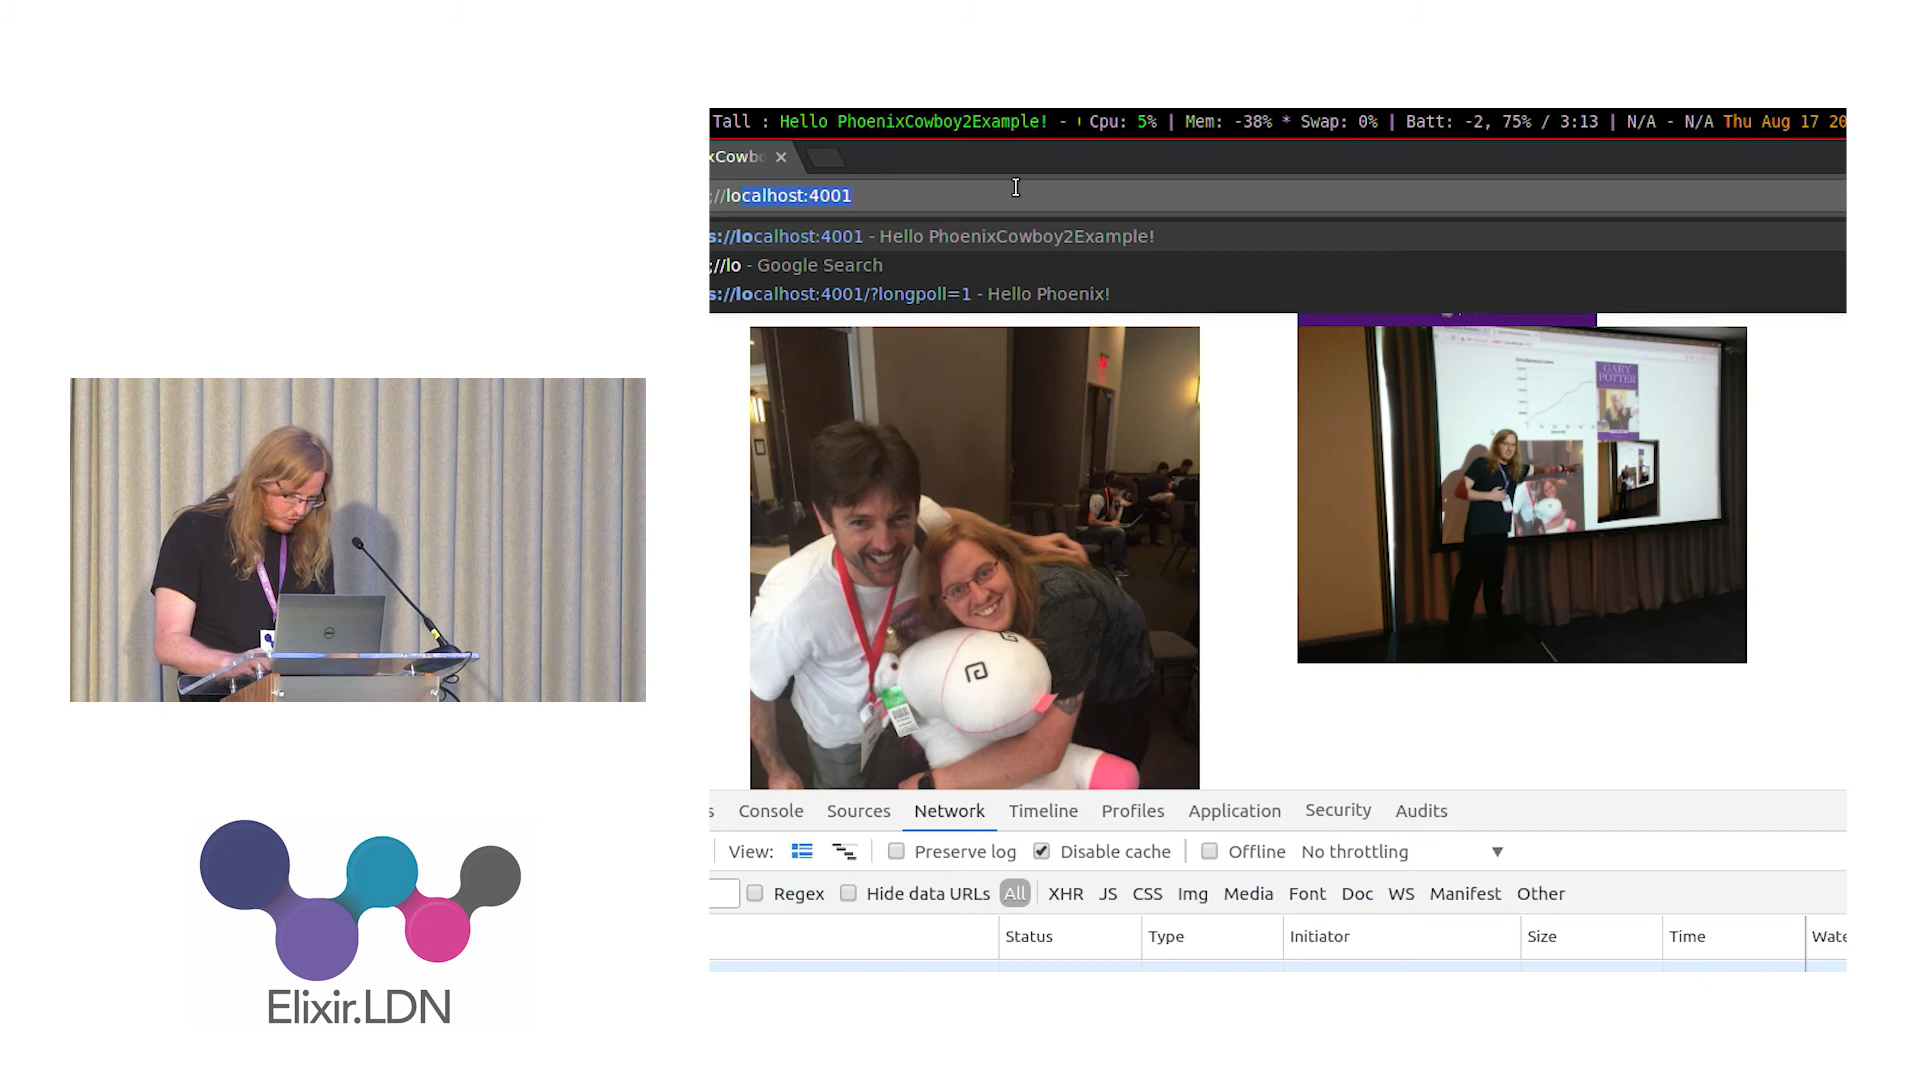 Tall : Hello PhoenixCowboy2Example! - Cpu: 5% | Mem: -38% * Swap: 0% | Batt: -2, 75% / 3:13 | N/A - N/A Thu Aug 17 20
xCowbo
://localhost:4001
s://localhost:4001 - Hello PhoenixCowboy2Example!
://lo - Google Search
s://localhost:4001/?longpoll=1 - Hello Phoenix!
GARY
POTTER
s Console Sources Network Timeline Profiles Application Security Audits
View: Preserve log Disable cache Offline No throttling
Regex Hide data URLs All XHR JS CSS Img Media Font Doc WS Manifest Other
Status Type Initiator Size Time Wate
Elixir.LDN